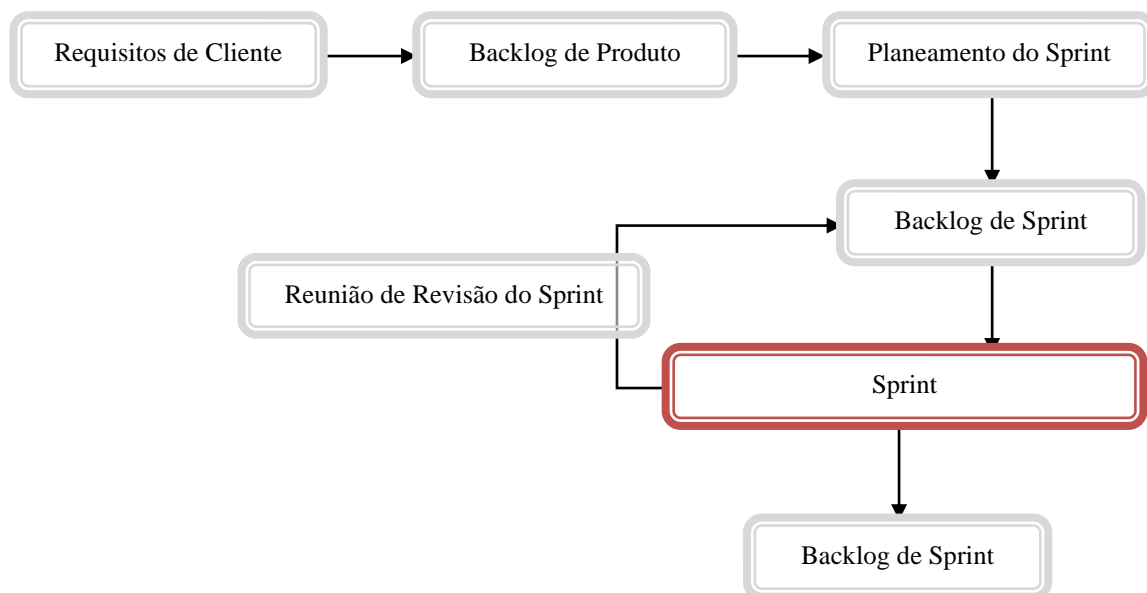 Requisitos de Cliente
Backlog de Produto
Planeamento do Sprint
Backlog de Sprint
Reunião de Revisão do Sprint
Sprint
Backlog de Sprint